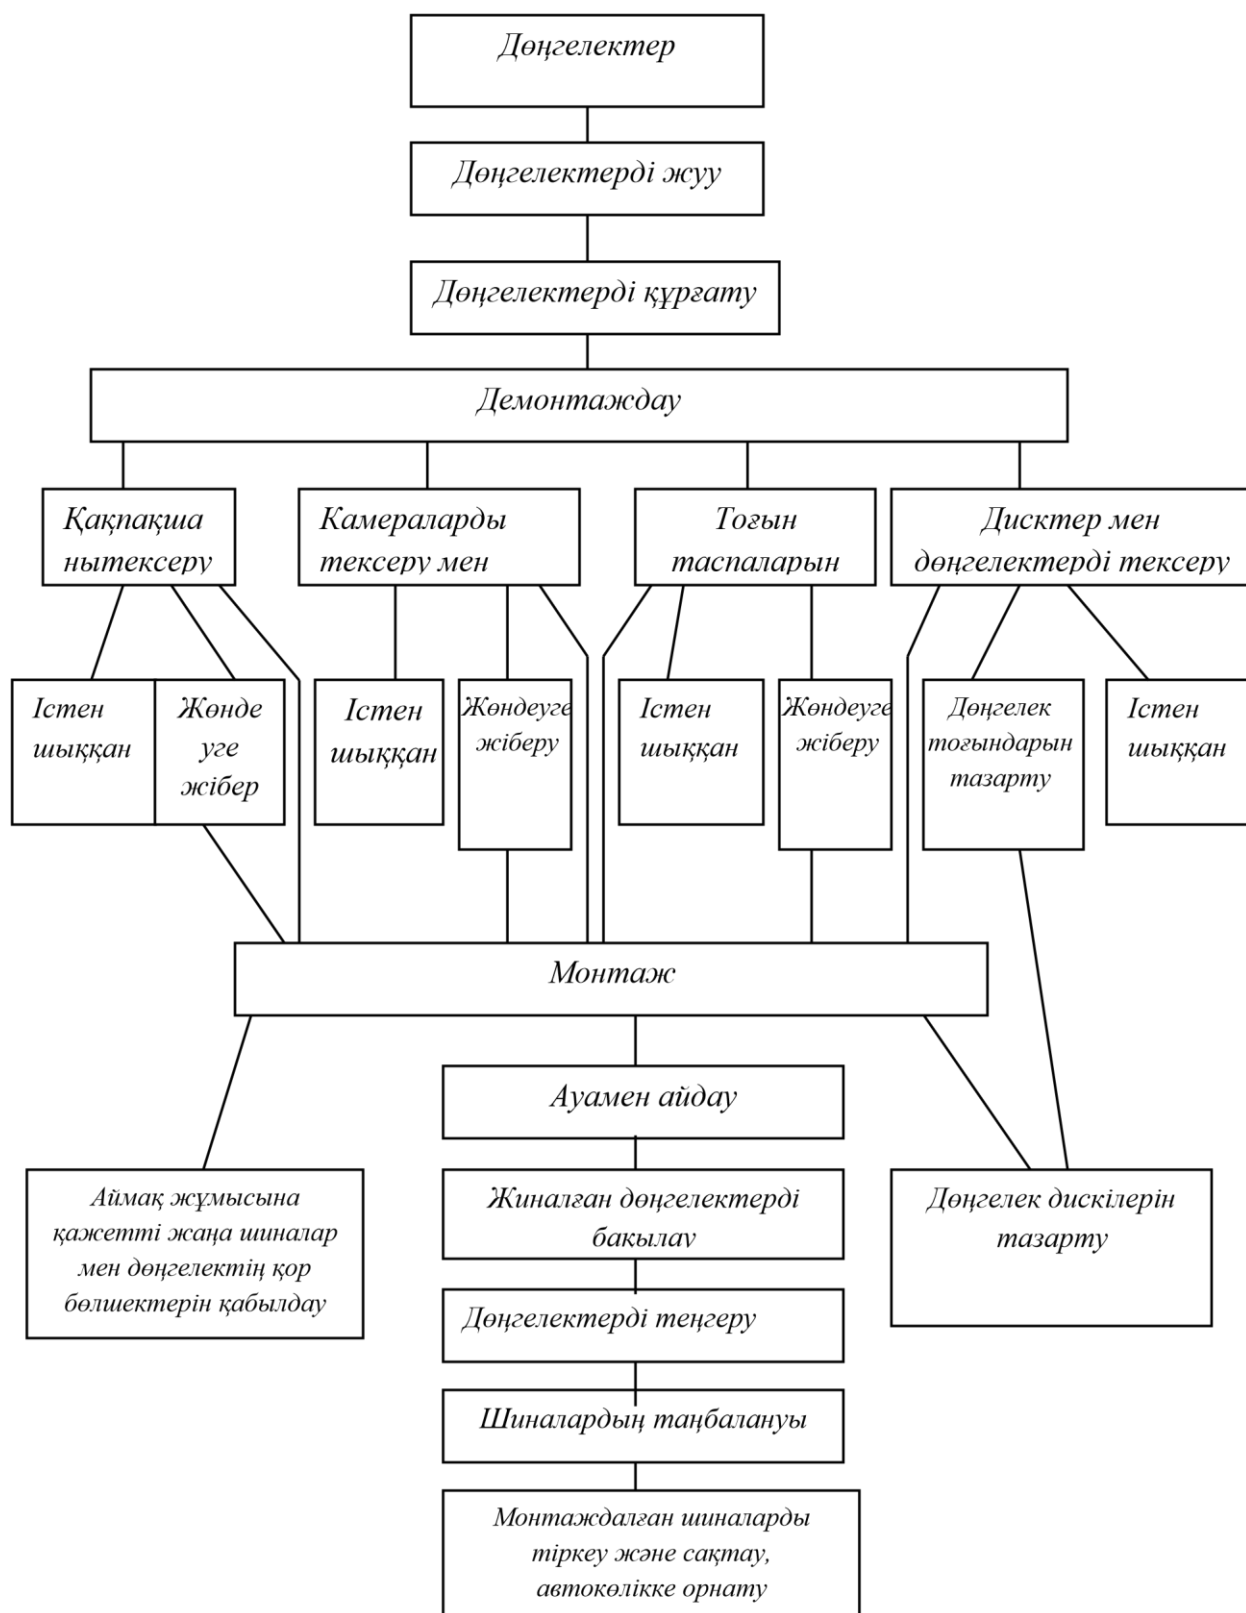 Дөңгелектер
Дөңгелектерді жуу
Дөңгелектерді құрғату
Демонтаждау
Қақпақша
нытексеру
Камераларды
тексеру мен
Тоғын
таспаларын
Дисктер мен
дөңгелектерді тексеру
Істен
шыққан
Жөнде
уге
жібер
Істен
шыққан
Жөндеуге
жіберу
Істен
шыққан
Жөндеуге
жіберу
Дөңгелек
тоғындарын
тазарту
Істен
шыққан
Монтаж
Ауамен айдау
Аймақ жұмысына
қажетті жаңа шиналар
мен дөңгелектің қор
бөлшектерін қабылдау
Жиналған дөңгелектерді
бақылау
Дөңгелек дискілерін
тазарту
Дөңгелектерді теңгеру
Шиналардың таңбалануы
Монтаждалған шиналарды
тіркеу және сақтау,
автокөлікке орнату